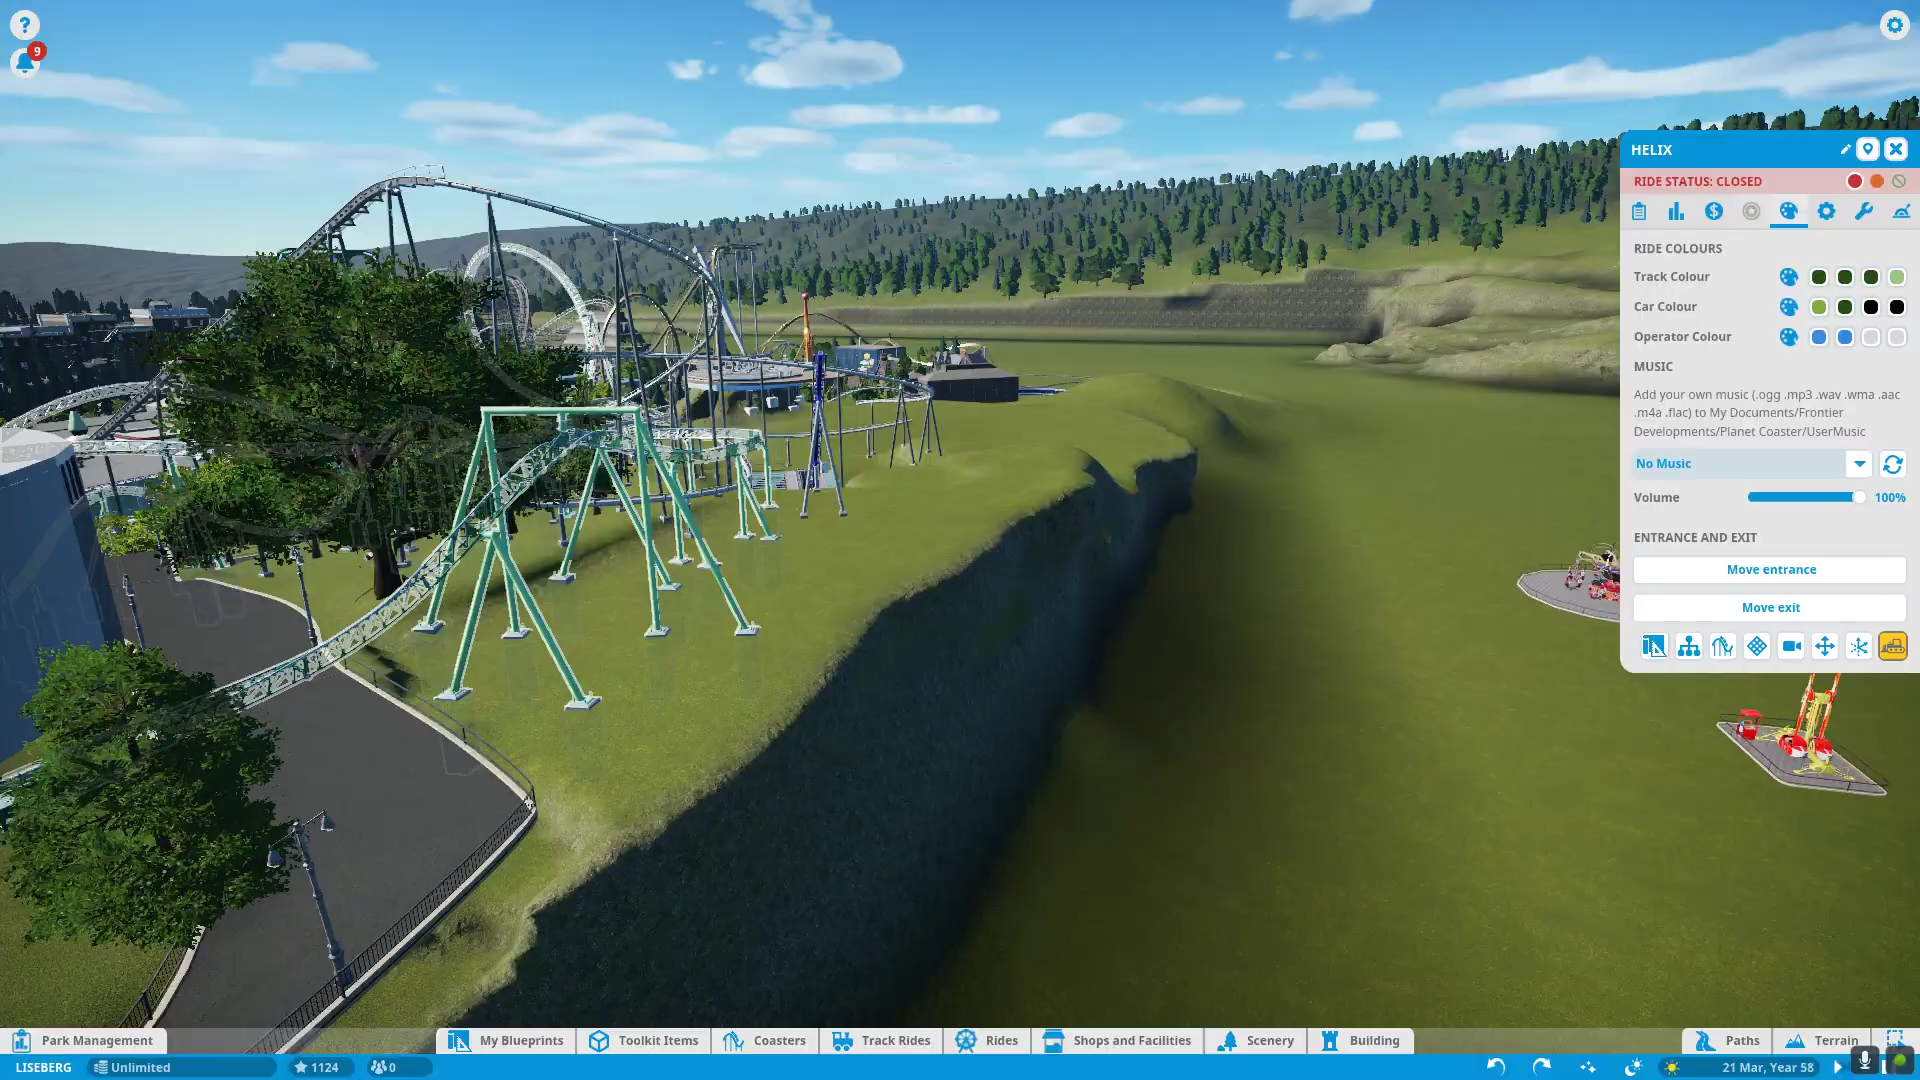 ?
9
HELIX
RIDE STATUS: CLOSED
RIDE COLOURS
Track Colour
Car Colour
Operator Colour
MUSIC
Add your own music (.ogg .mp3 .wav .wma .aac
.m4a .flac) to My Documents/Frontier
Developments/Planet Coaster/UserMusic
No Music
Volume 100%
ENTRANCE AND EXIT
Move entrance
Move exit
Park Management
My Blueprints
Toolkit Items
Coasters
Track Rides
Rides
Shops and Facilities
Scenery
Building
Paths
Terrain
LISEBERG
Unlimited
1124
0
21 Mar, Year 58